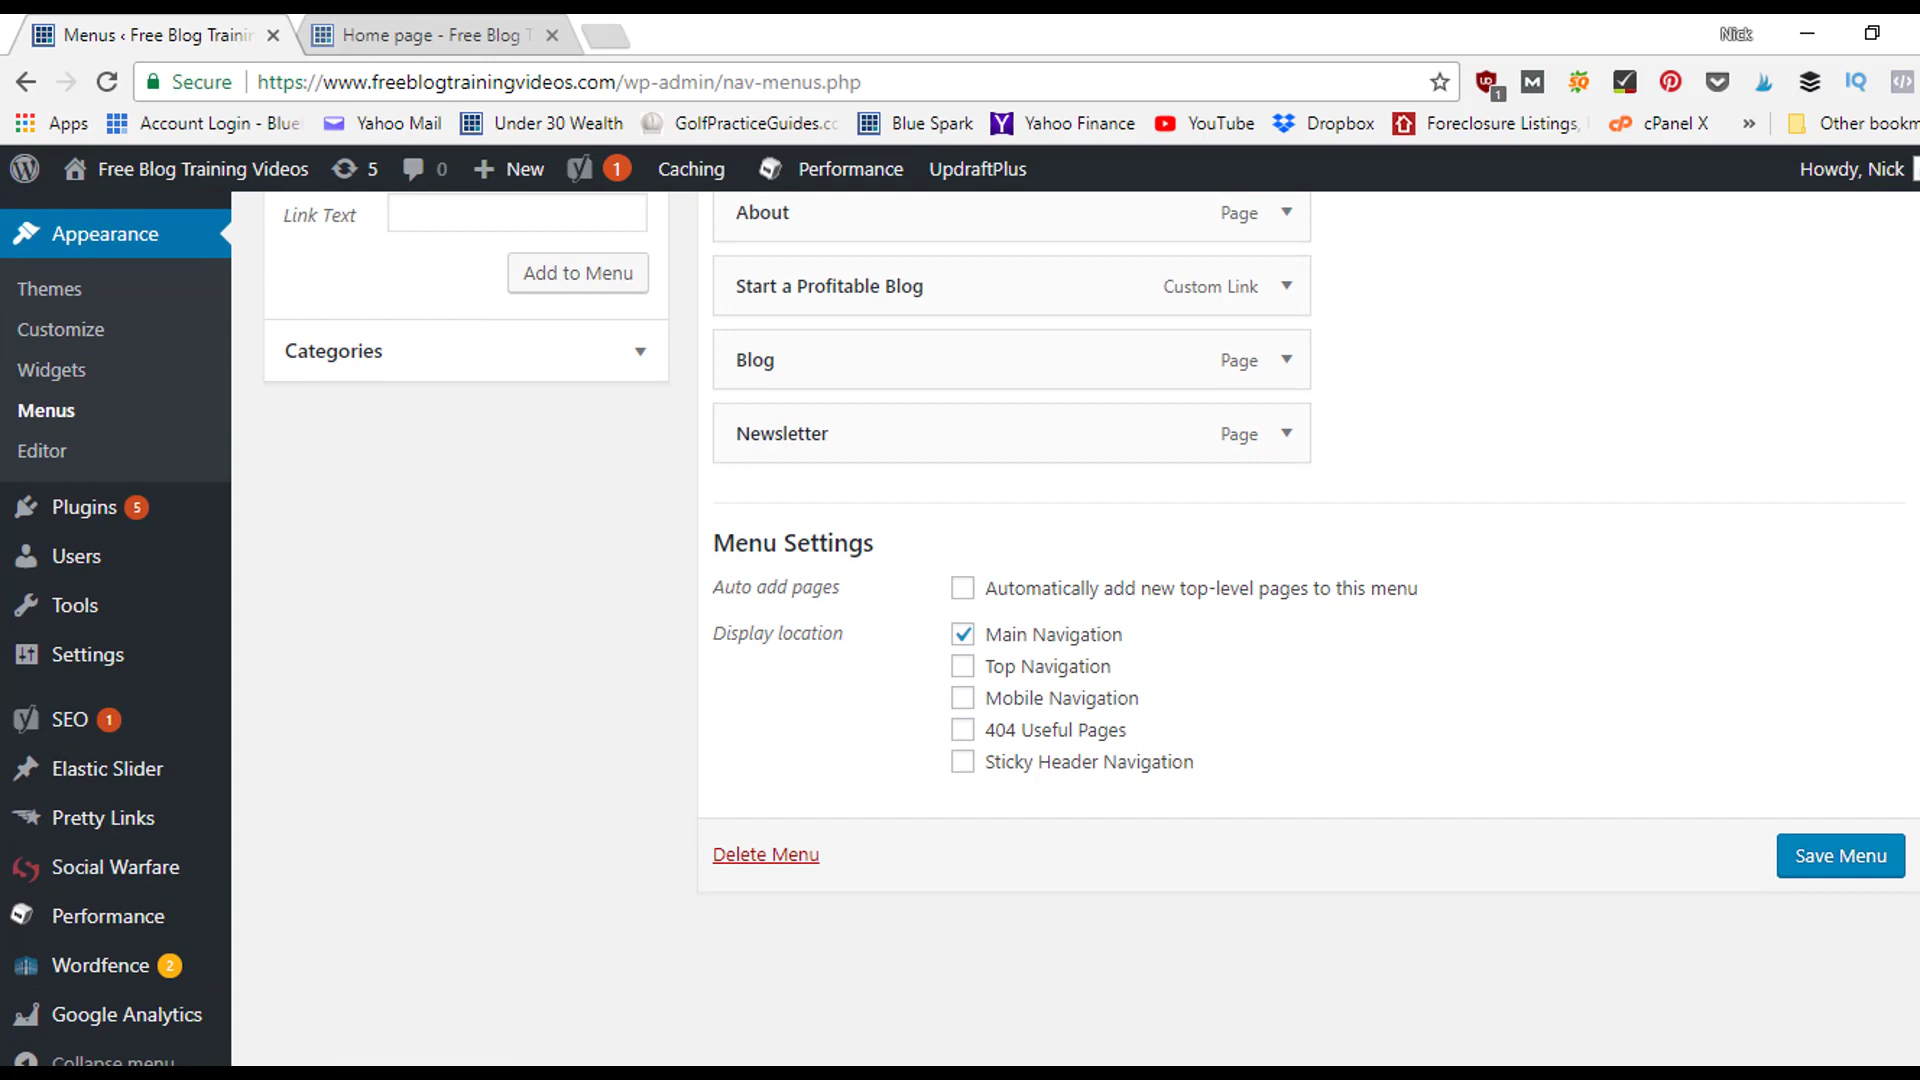 Menus ‹ Free Blog Trainin
Home page - Free Blog T
Nick
Secure
https://www.freeblogtrainingvideos.com/wp-admin/nav-menus.php
1
Apps
Account Login - Blue
Yahoo Mail
Under 30 Wealth
GolfPracticeGuides.cc
Blue Spark
Yahoo Finance
YouTube
Dropbox
Foreclosure Listings,
cPanel X
»
Other bookm
Free Blog Training Videos
5
0
New
1
Caching
Performance
UpdraftPlus
Howdy, Nick
Appearance
Themes
Customize
Widgets
Menus
Editor
Plugins 5
Users
Tools
Settings
SEO 1
Elastic Slider
Pretty Links
Social Warfare
Performance
Wordfence 2
Google Analytics
Collapse menu
Link Text
Add to Menu
Categories
About Page
Start a Profitable Blog Custom Link
Blog Page
Newsletter Page
Menu Settings
Auto add pages
Automatically add new top-level pages to this menu
Display location
Main Navigation
Top Navigation
Mobile Navigation
404 Useful Pages
Sticky Header Navigation
Delete Menu
Save Menu